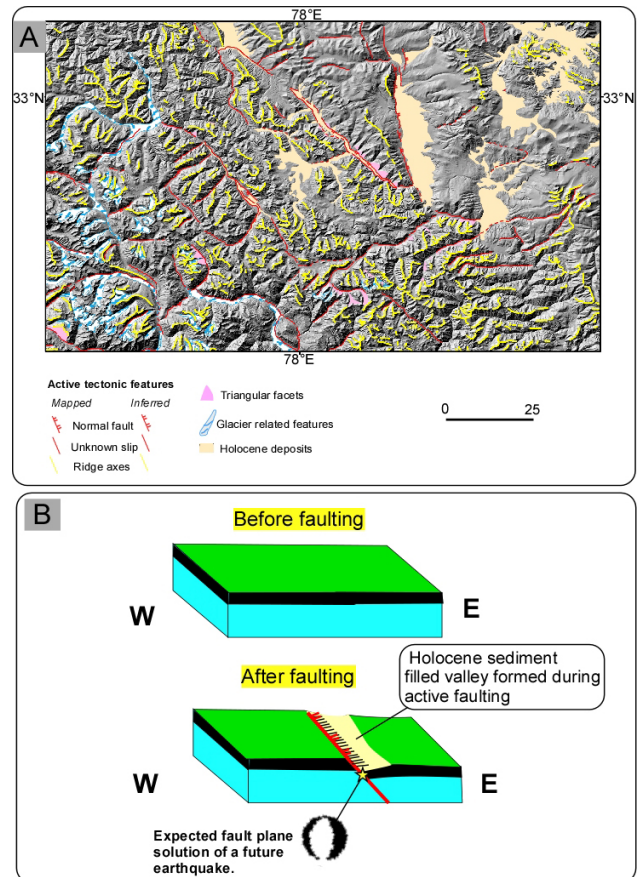 A
78°E
33°N
33°N
78°E
Active tectonic features
Mapped Inferred
Normal fault
Unknown slip
Ridge axes
Triangular facets
Glacier related features
Holocene deposits
0 25
B
Before faulting
W
E
After faulting
Holocene sediment
filled valley formed during
active faulting
W
E
Expected fault plane
solution of a future
earthquake.